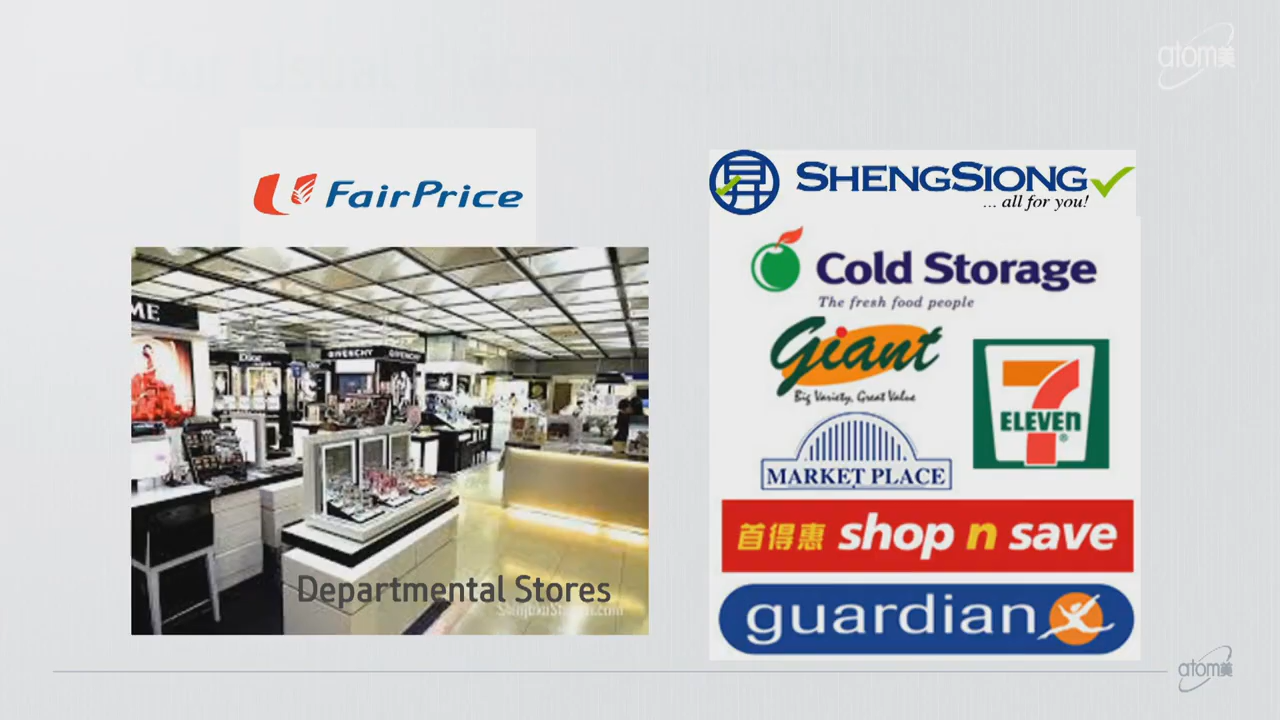 atom美
FairPrice
SHENGSIONG
... all for you!
Cold Storage
The fresh food people
giant
Big Variety, Great Value
7
ELEVEN
®
MARKET PLACE
首得惠 shop n save
guardian
ME
Dior
GIVENCHY
GIVENCHY
Departmental Stores
atom美